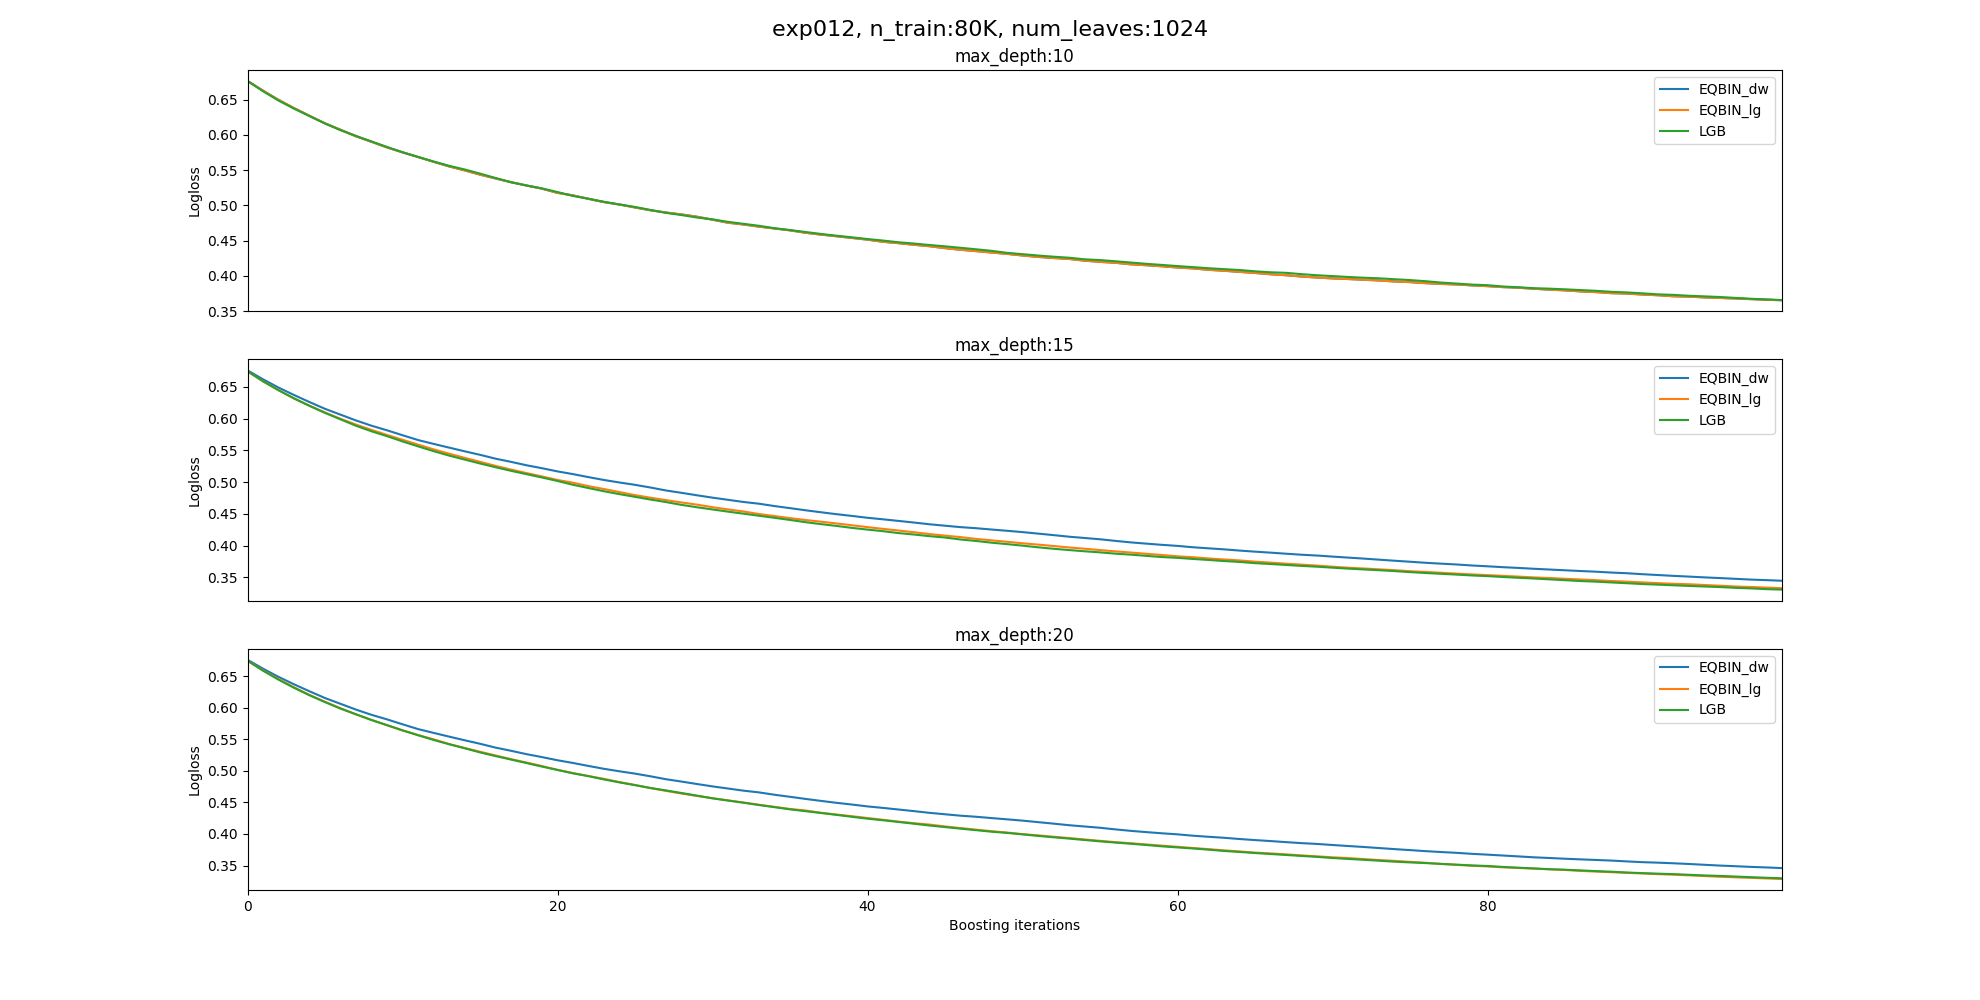 exp012, n_train:80K, num_leaves:1024
max_depth:10
0.65
0.60
0.55
0.50
0.45
0.40
0.35
Logloss
EQBIN_dw
EQBIN_lg
LGB
max_depth:15
0.65
0.60
0.55
0.50
0.45
0.40
0.35
Logloss
EQBIN_dw
EQBIN_lg
LGB
max_depth:20
0.65
0.60
0.55
0.50
0.45
0.40
0.35
Logloss
EQBIN_dw
EQBIN_lg
LGB
0 20 40 60 80
Boosting iterations